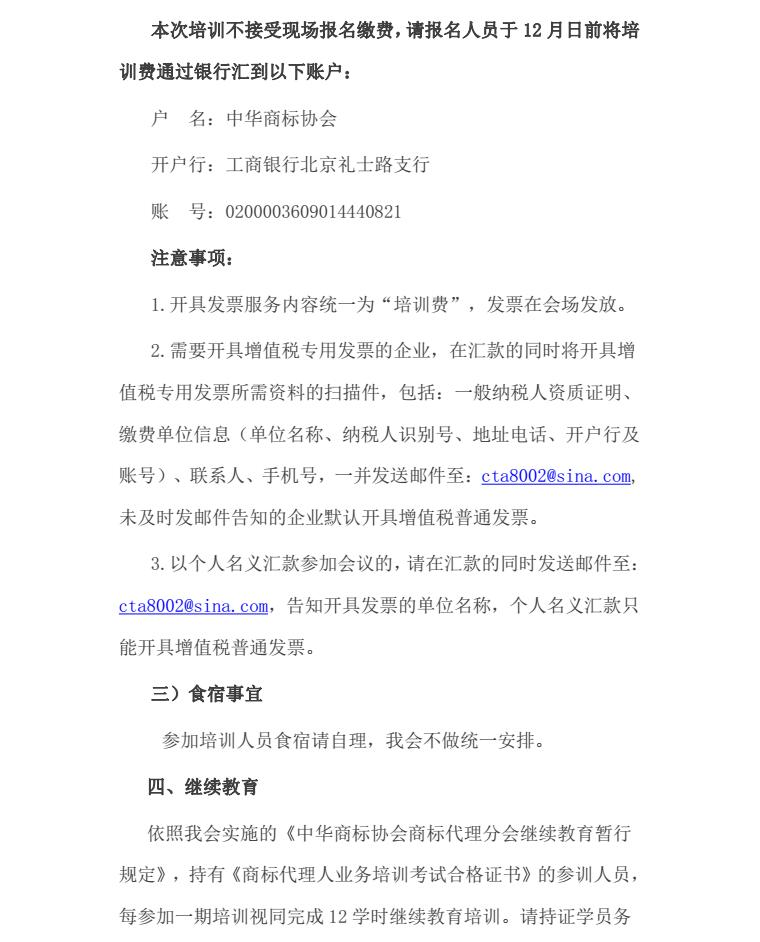 本次培训不接受现场报名缴费，请报名人员于 12 月日前将培
训费通过银行汇到以下账户：
户　名：中华商标协会
开户行：工商银行北京礼士路支行
账　号：0200003609014440821
注意事项：
1.开具发票服务内容统一为“培训费”，发票在会场发放。
2.需要开具增值税专用发票的企业，在汇款的同时将开具增
值税专用发票所需资料的扫描件，包括：一般纳税人资质证明、
缴费单位信息（单位名称、纳税人识别号、地址电话、开户行及
账号）、联系人、手机号，一并发送邮件至：cta8002@sina.com，
未及时发邮件告知的企业默认开具增值税普通发票。
3.以个人名义汇款参加会议的，请在汇款的同时发送邮件至：
cta8002@sina.com，告知开具发票的单位名称，个人名义汇款只
能开具增值税普通发票。
三）食宿事宜
参加培训人员食宿请自理，我会不做统一安排。
四、继续教育
依照我会实施的《中华商标协会商标代理分会继续教育暂行
规定》，持有《商标代理人业务培训考试合格证书》的参训人员，
每参加一期培训视同完成 12 学时继续教育培训。请持证学员务